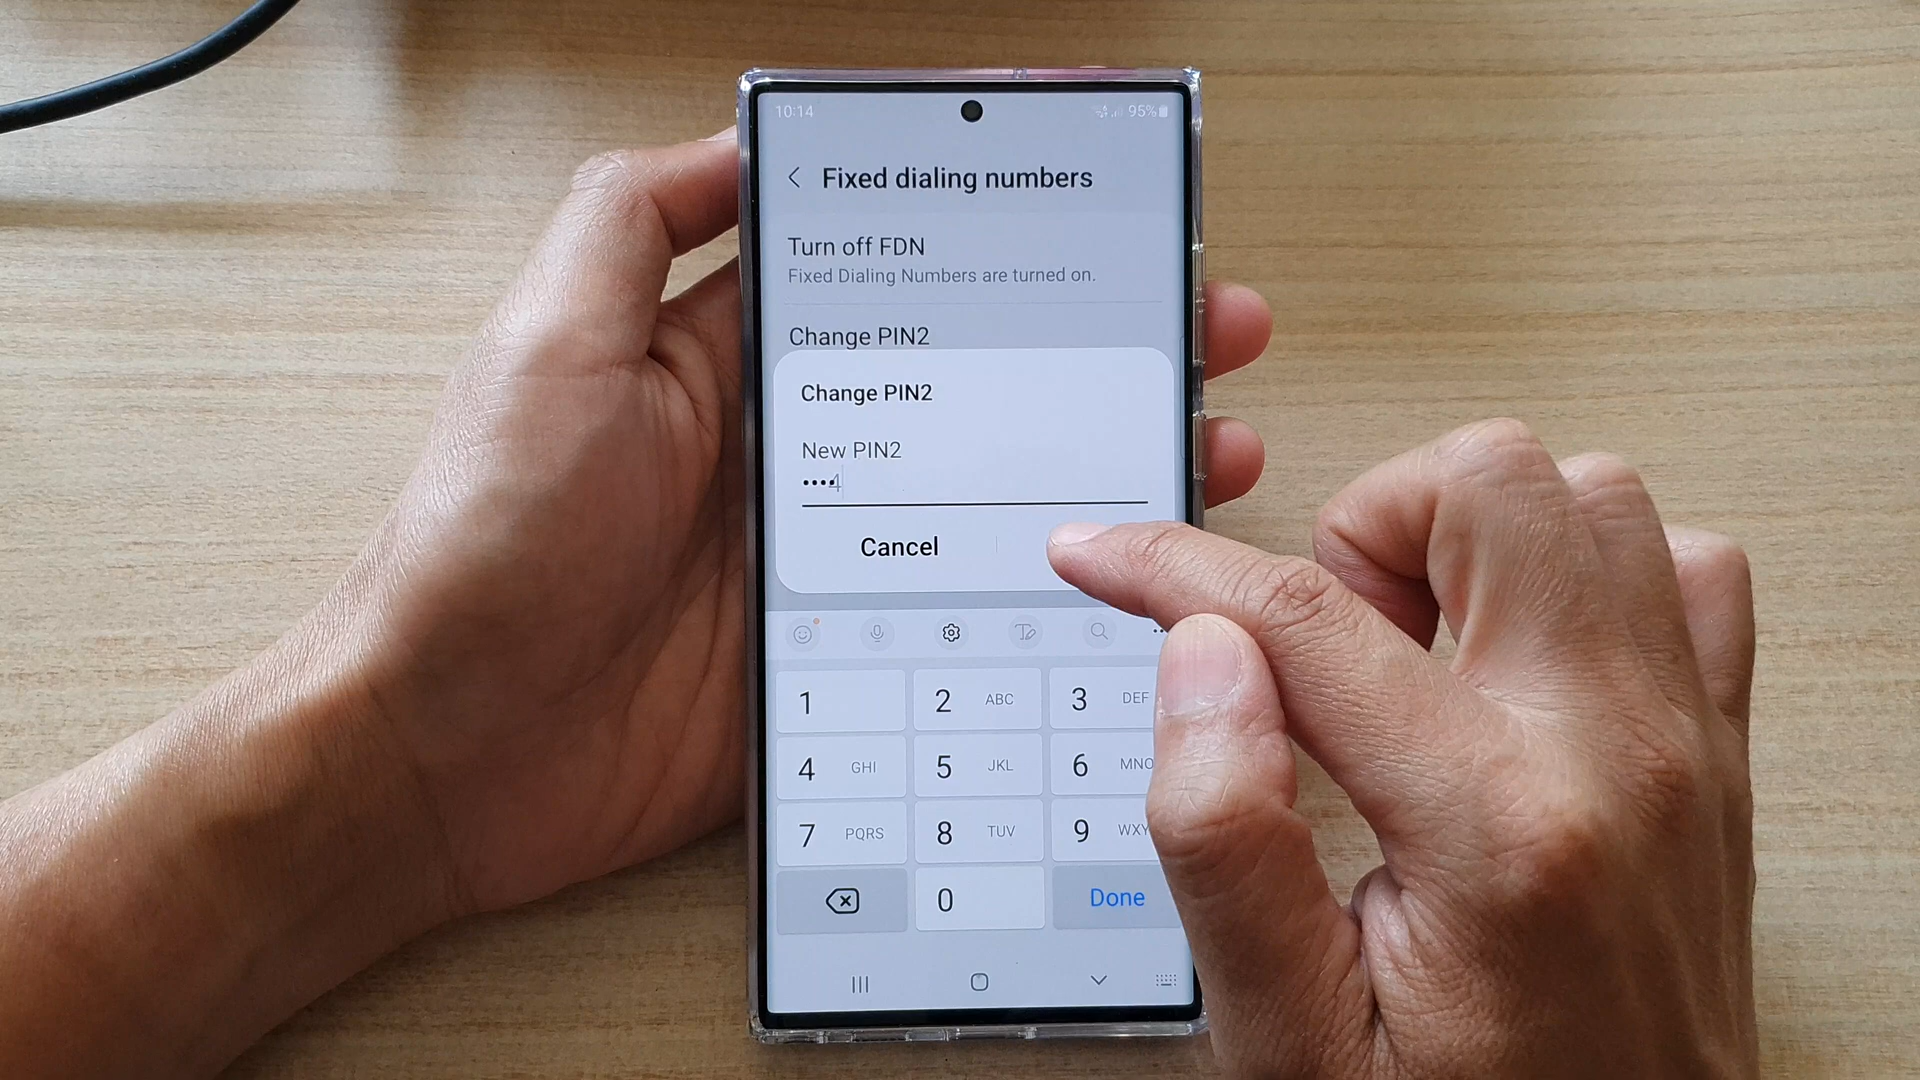 10:14
95%
Fixed dialing numbers
Turn off FDN
Fixed Dialing Numbers are turned on.
Change PIN2
Change PIN2
New PIN2
••••4
Cancel
1
2 ABC
3 DEF
4 GHI
5 JKL
6 MNO
7 PQRS
8 TUV
9 WXY
0
Done